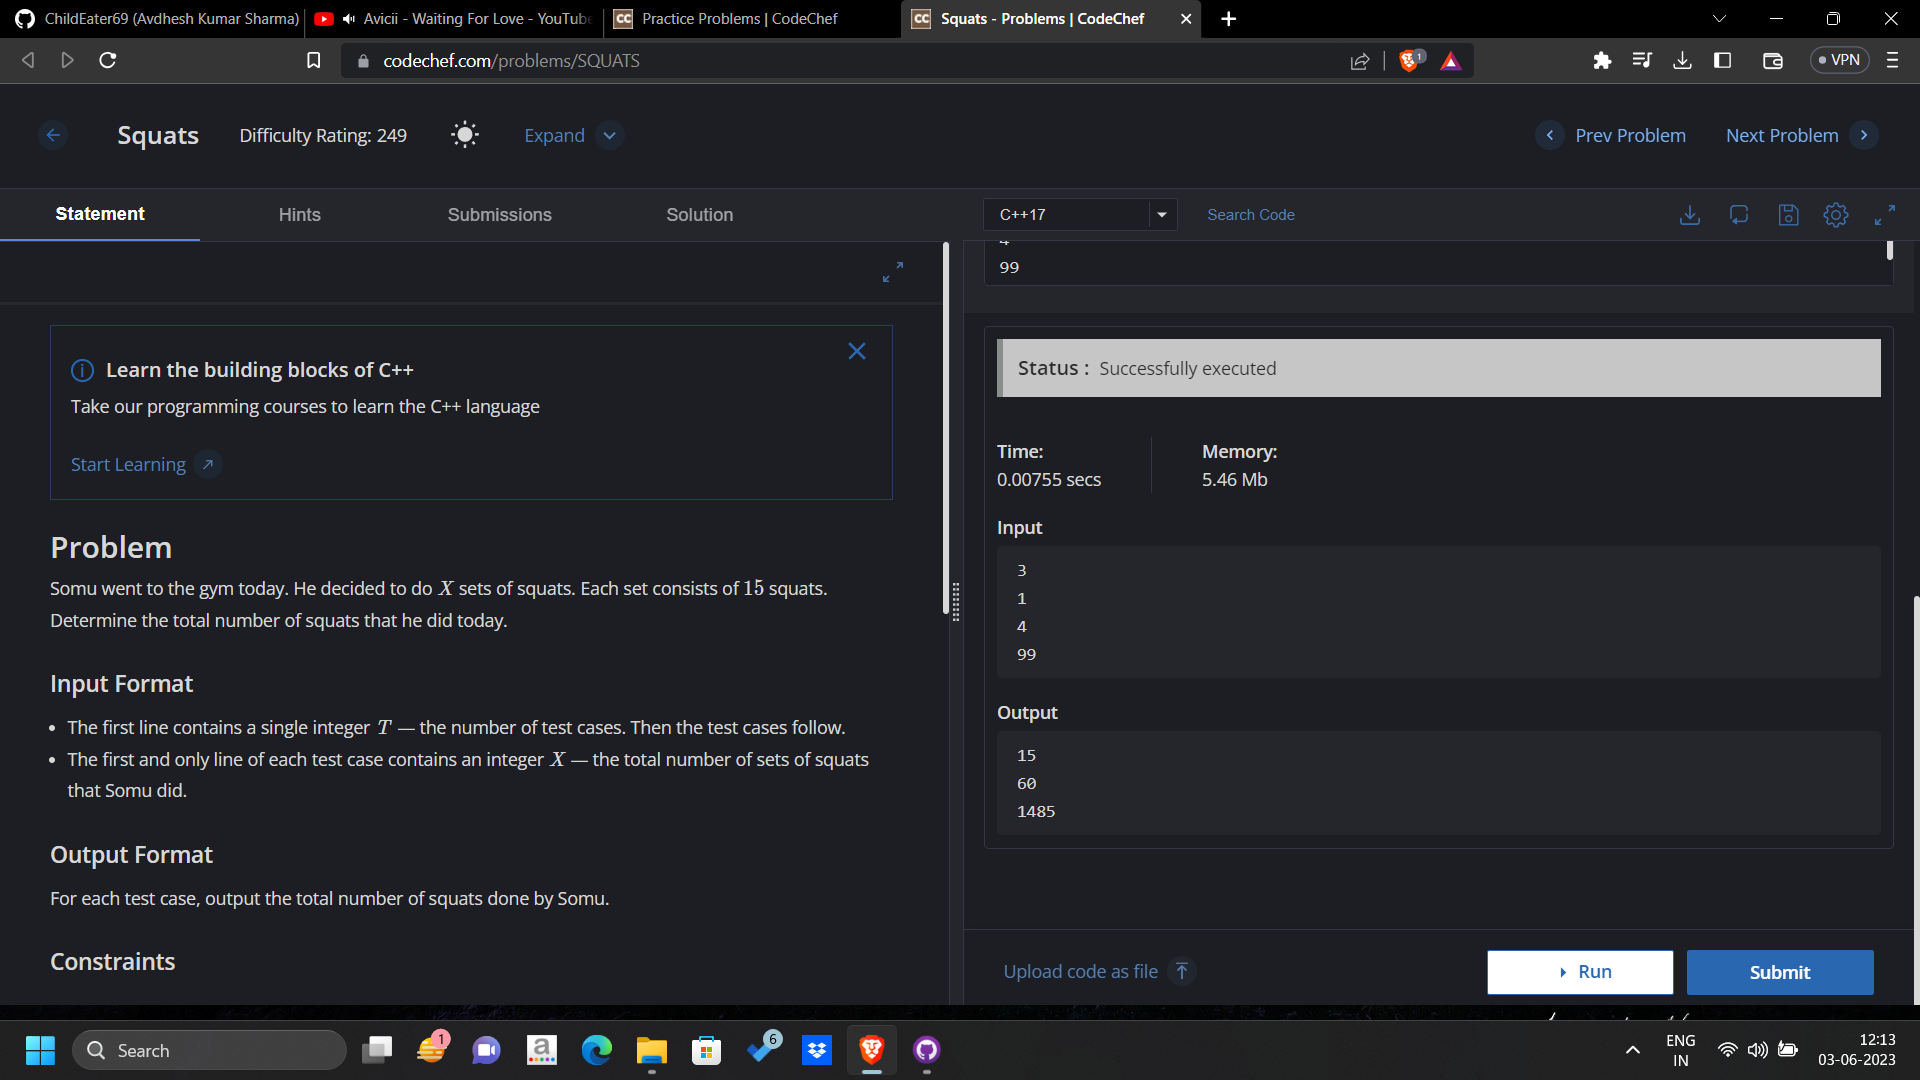 ChildEater69 (Avdhesh Kumar Sharma)
Avicii - Waiting For Love - YouTube
CC Practice Problems | CodeChef
CC Squats - Problems | CodeChef
codechef.com/problems/SQUATS
1
VPN
Squats
Difficulty Rating: 249
Expand
Prev Problem
Next Problem
Statement
Hints
Submissions
Solution
C++17
Search Code
Learn the building blocks of C++
Take our programming courses to learn the C++ language
Start Learning
Problem
Somu went to the gym today. He decided to do X sets of squats. Each set consists of 15 squats.
Determine the total number of squats that he did today.
Input Format
• The first line contains a single integer T — the number of test cases. Then the test cases follow.
• The first and only line of each test case contains an integer X — the total number of sets of squats
that Somu did.
Output Format
For each test case, output the total number of squats done by Somu.
Constraints
4
99
Status : Successfully executed
Time:
0.00755 secs
Memory:
5.46 Mb
Input
3
1
4
99
Output
15
60
1485
Upload code as file
Run
Submit
Search
1
a
6
ENG
IN
12:13
03-06-2023